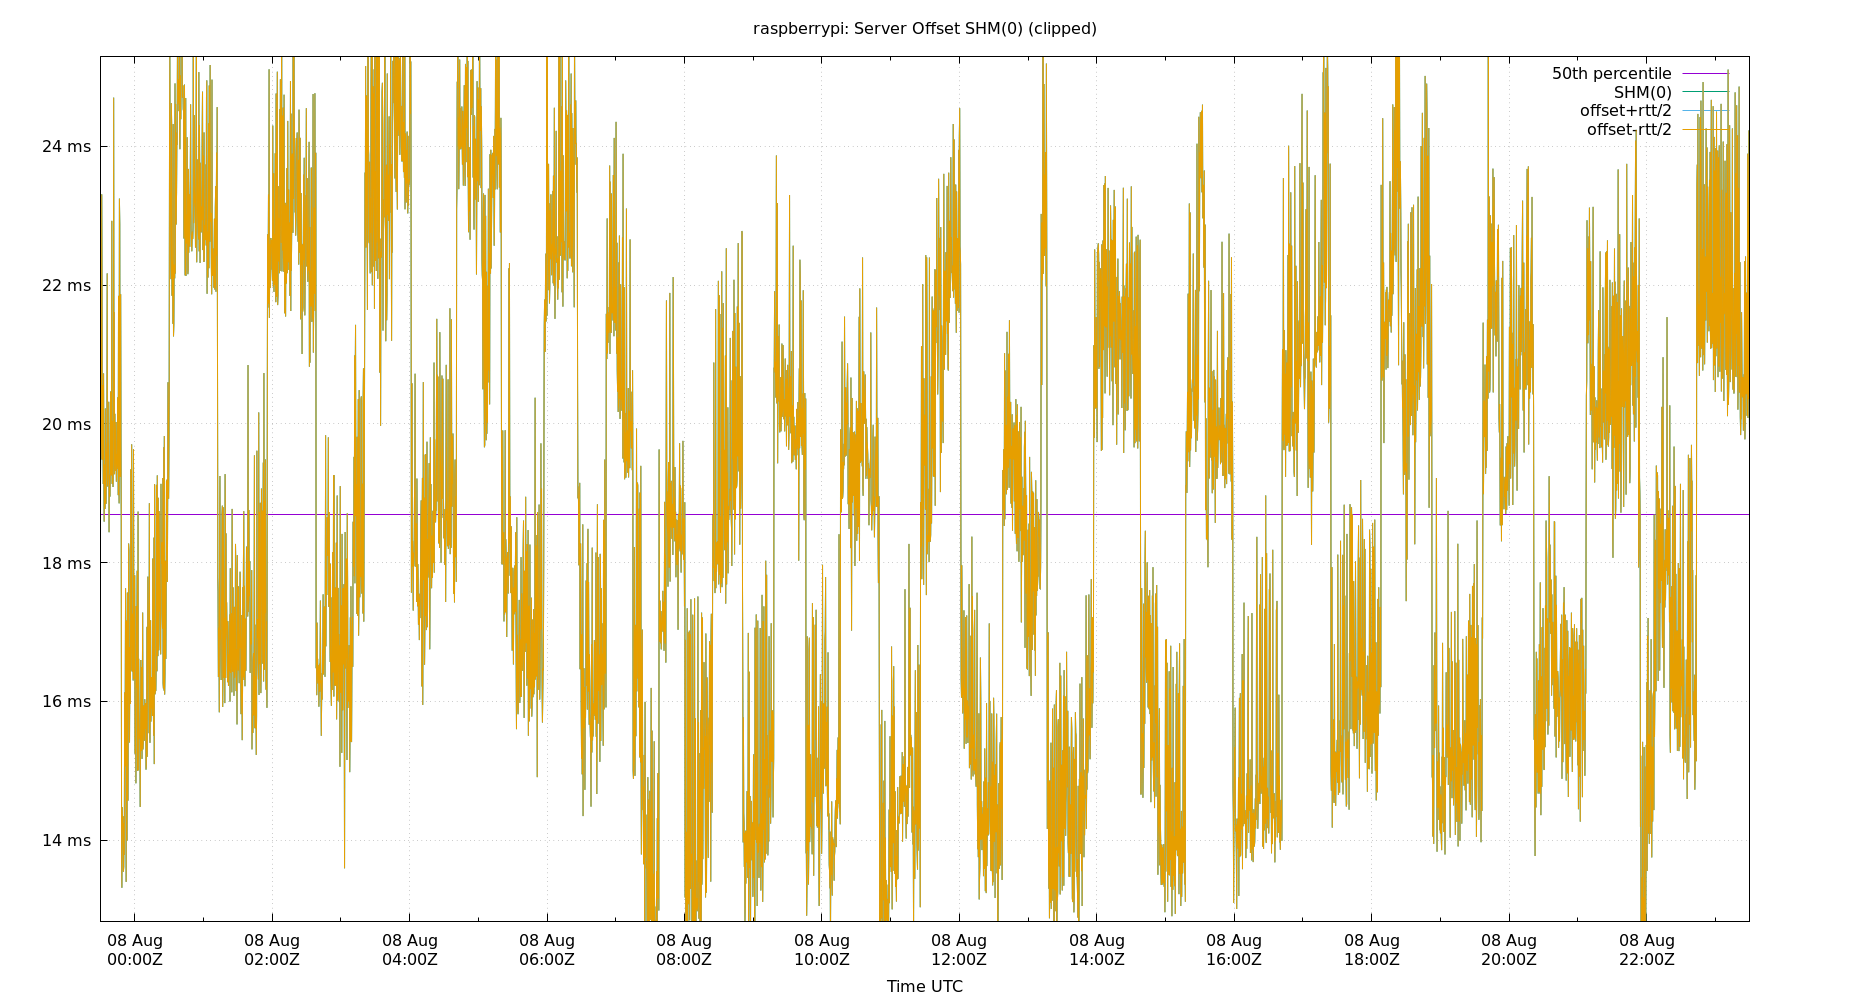 raspberrypi: Server Offset SHM(0) (clipped)
50th percentile
SHM(0)
offset+rtt/2
offset-rtt/2
24 ms
22 ms
20 ms
18 ms
16 ms
14 ms
08 Aug 08 Aug 08 Aug 08 Aug 08 Aug 08 Aug 08 Aug 08 Aug 08 Aug 08 Aug 08 Aug 08 Aug
00:00Z 02:00Z 04:00Z 06:00Z 08:00Z 10:00Z 12:00Z 14:00Z 16:00Z 18:00Z 20:00Z 22:00Z
Time UTC